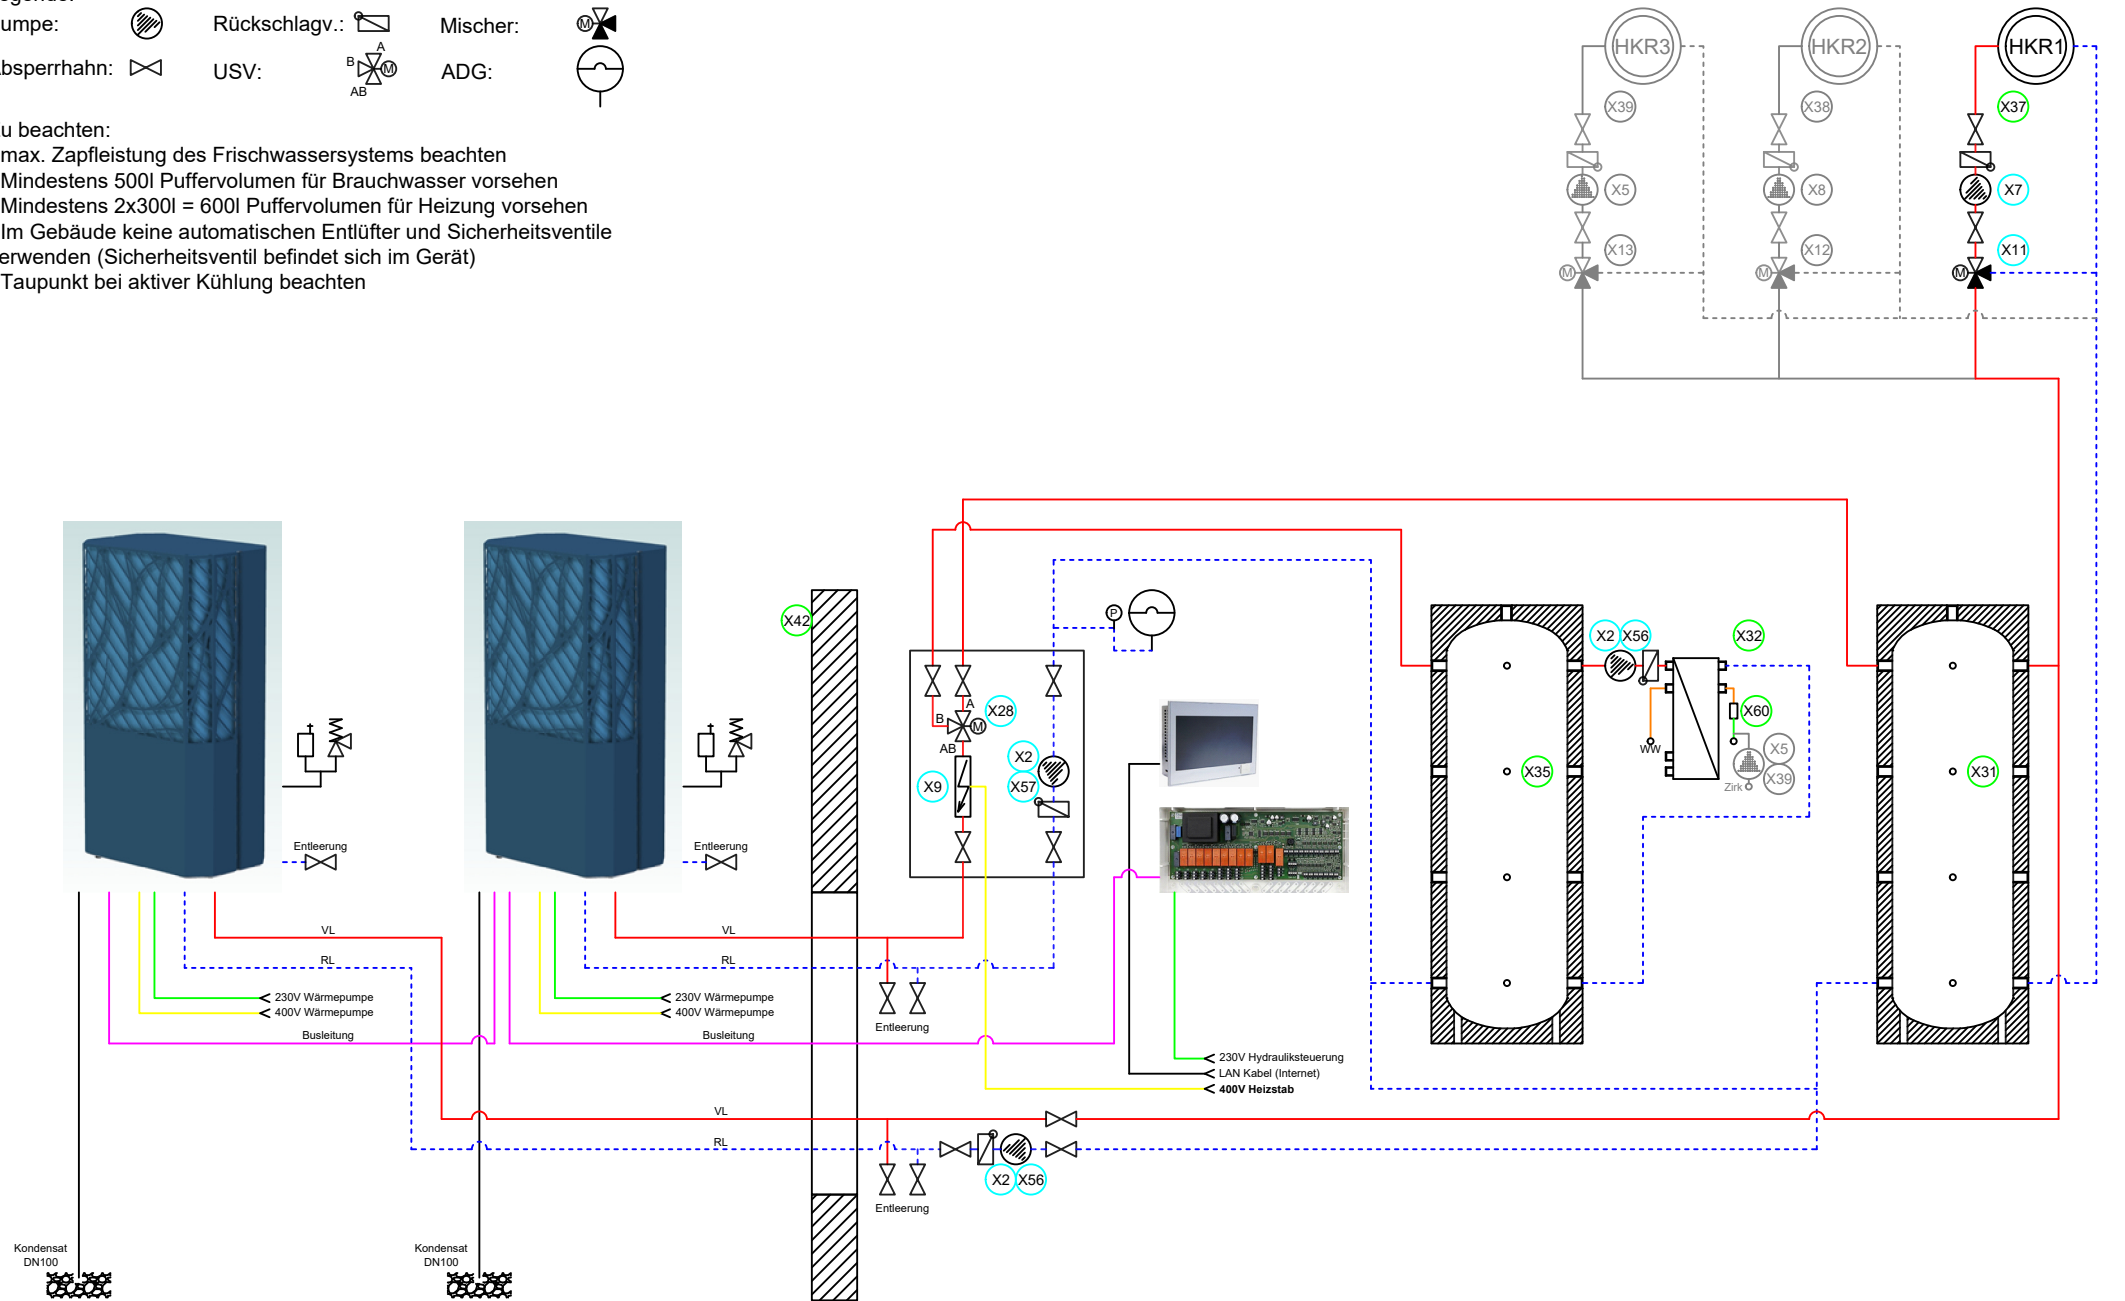 umpe:
Rückschlagv.:
Mischer:
M
bsperrhahn:
USV:
A
B
M
AB
ADG:
u beachten:
max. Zapfleistung des Frischwassersystems beachten
Mindestens 500l Puffervolumen für Brauchwasser vorsehen
Mindestens 2x300l = 600l Puffervolumen für Heizung vorsehen
Im Gebäude keine automatischen Entlüfter und Sicherheitsventile
erwenden (Sicherheitsventil befindet sich im Gerät)
Taupunkt bei aktiver Kühlung beachten
HKR3
HKR2
HKR1
X39
X38
X37
X5
X8
X7
X13
X12
X11
M
M
M
X42
P
X2
X56
X32
A
B
M
X28
AB
X2
X57
X9
X60
WW
X5
X39
Zirk
X35
X31
Entleerung
Entleerung
VL
RL
VL
RL
230V Wärmepumpe
400V Wärmepumpe
Busleitung
230V Wärmepumpe
400V Wärmepumpe
Busleitung
Entleerung
230V Hydrauliksteuerung
LAN Kabel (Internet)
400V Heizstab
VL
RL
X2
X56
Entleerung
Kondensat
DN100
Kondensat
DN100